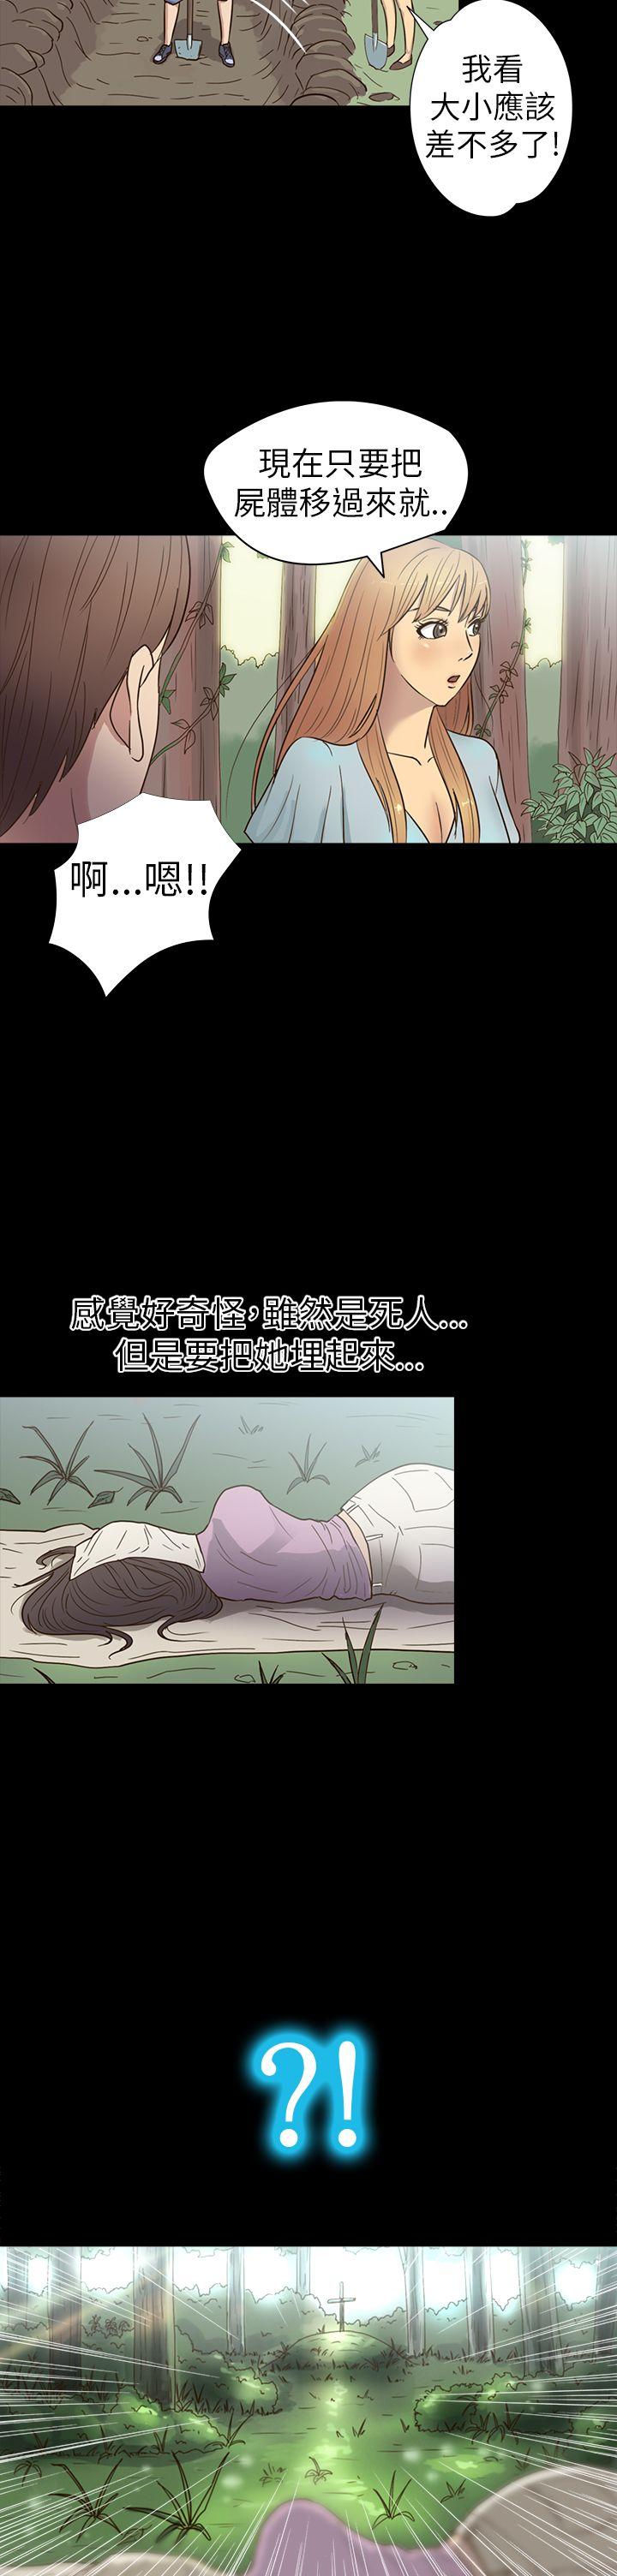 我看
大小應該
差不多了!
現在只要把
屍體移過來就..
啊...嗯!!
感覺好奇怪,雖然是死人...
但是要把她埋起來...
?!